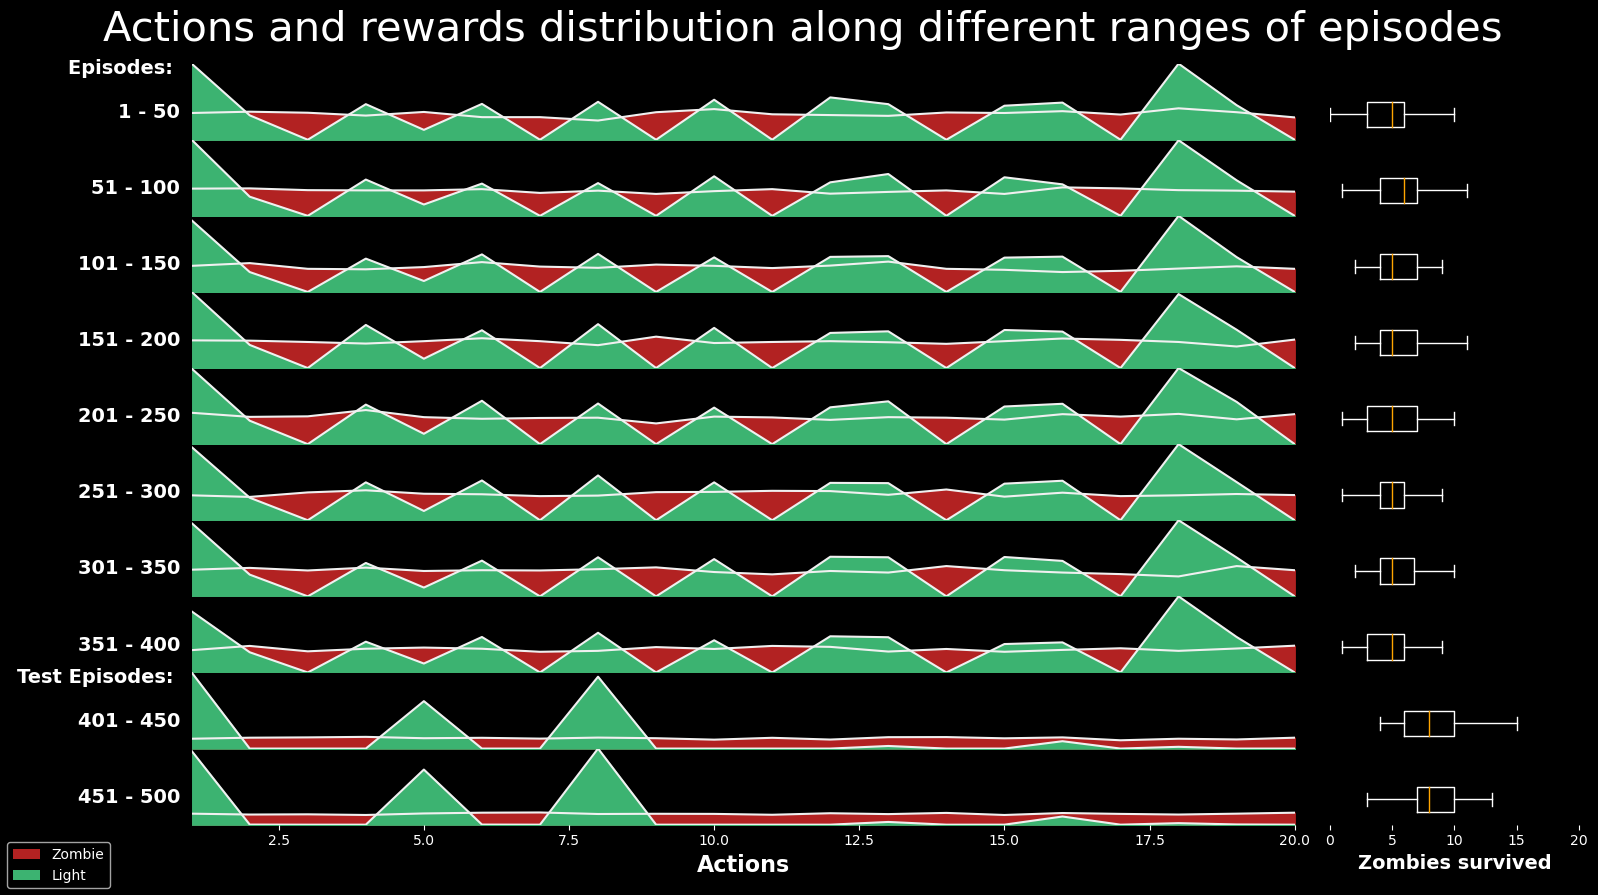 Actions and rewards distribution along different ranges of episodes
Episodes:
1 - 50
51 - 100
101 - 150
151 - 200
201 - 250
251 - 300
301 - 350
351 - 400
Test Episodes:
401 - 450
451 - 500
2.5 5.0 7.5 10.0 12.5 15.0 17.5 20.0
0 5 10 15 20
Actions
Zombies survived
Zombie
Light